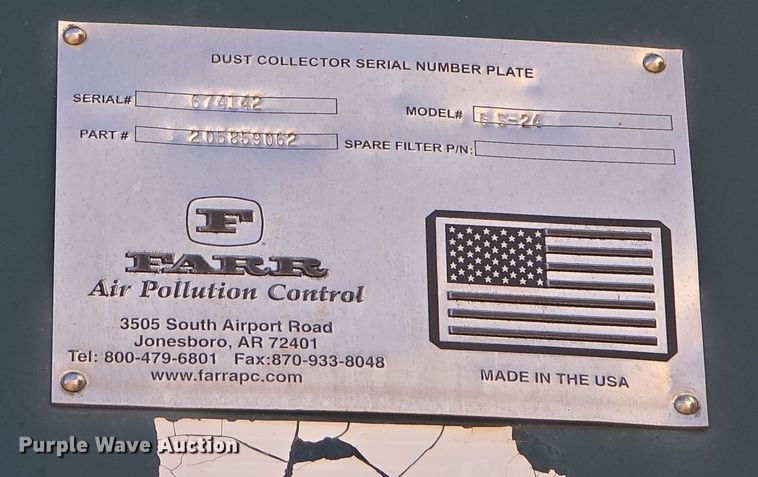 DUST COLLECTOR SERIAL NUMBER PLATE
SERIAL# 674142
MODEL# GS-24
PART # 205859062
SPARE FILTER P/N:
F
FARR
Air Pollution Control
3505 South Airport Road
Jonesboro, AR 72401
Tel: 800-479-6801 Fax:870-933-8048
www.farrapc.com
MADE IN THE USA
Purple Wave Auction